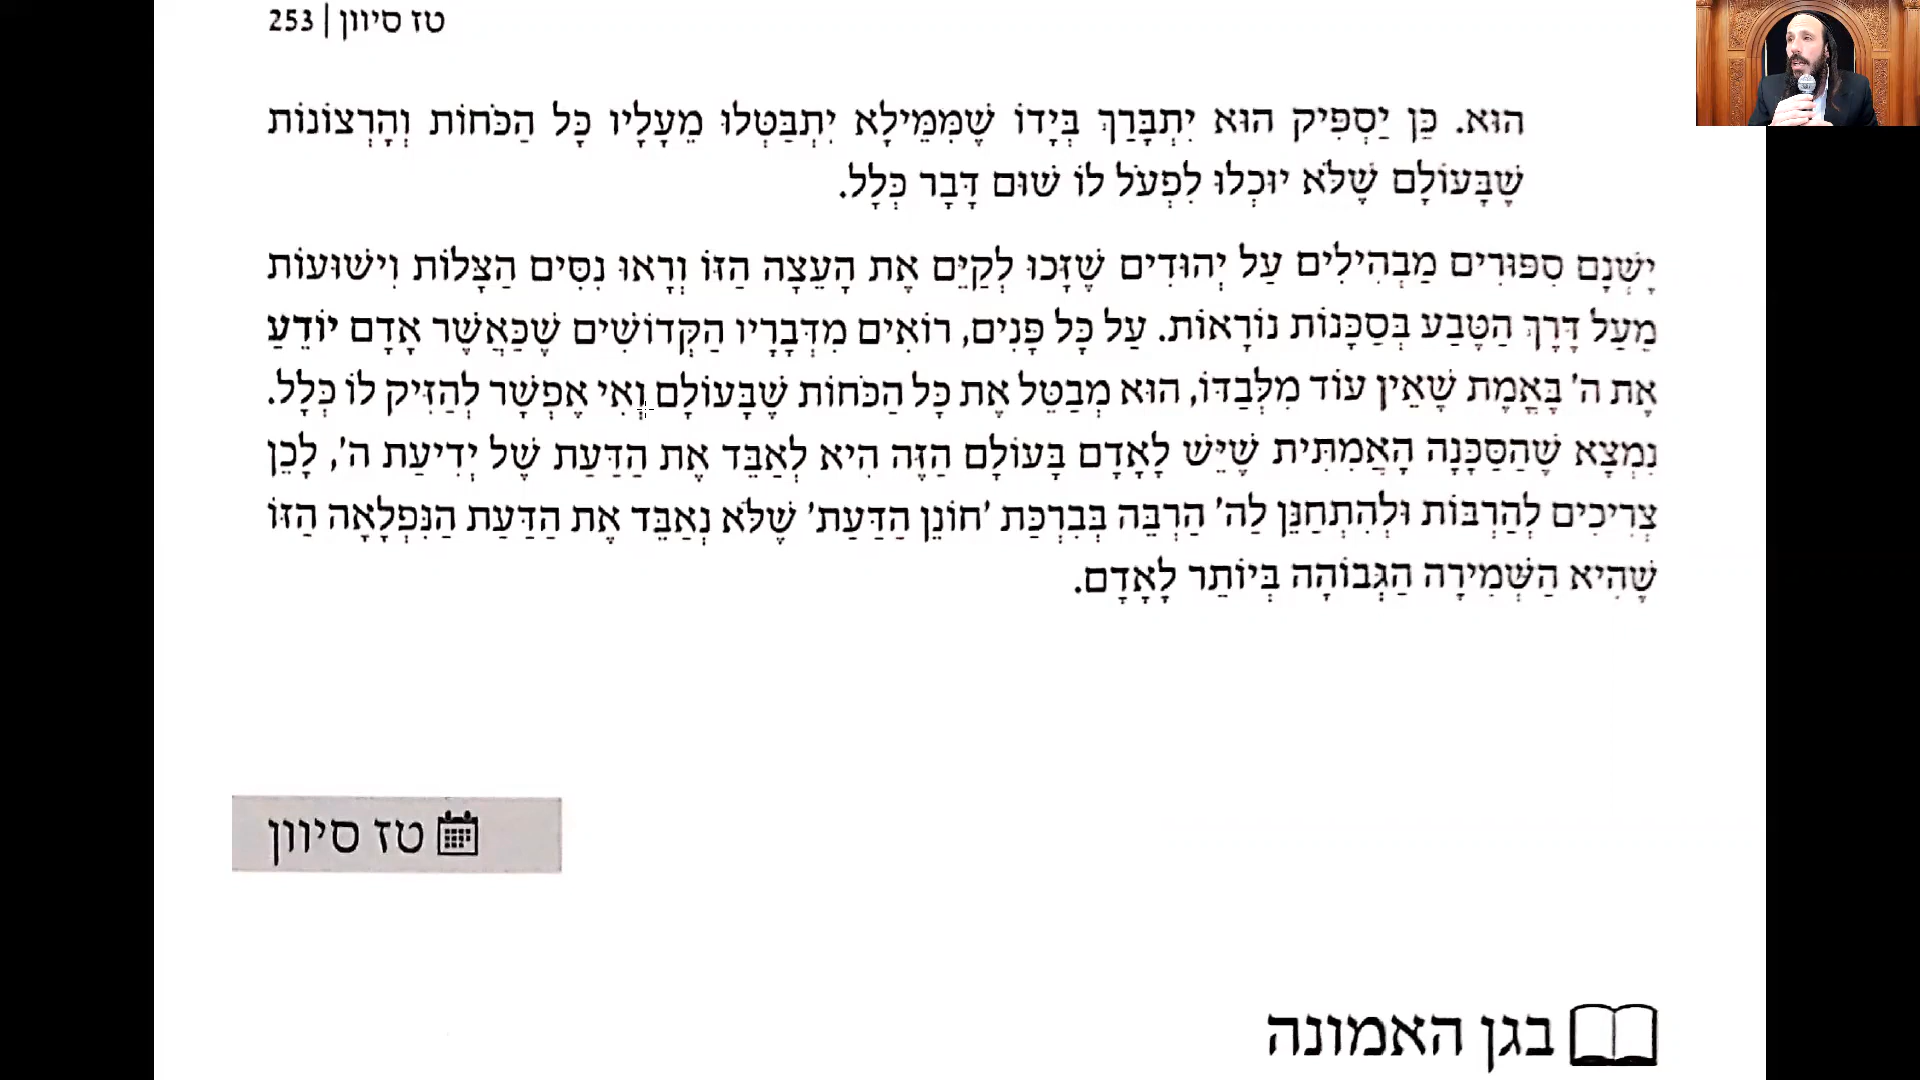 טז סיוון | 253
הוּא. כֵּן יַסְפִּיק הוּא יִתְבָּרַךְ בְּיָדוֹ שֶׁמִּמֵּילָא יִתְבַּטְּלוּ מֵעָלָיו כָּל הַכֹּחוֹת וְהָרְצוֹנוֹת
שֶׁבָּעוֹלָם שֶׁלֹּא יוּכְלוּ לִפְעֹל לוֹ שׁוּם דָּבָר כְּלָל.
יֶשְׁנָם סִפּוּרִים מַבְהִילִים עַל יְהוּדִים שֶׁזָּכוּ לְקַיֵּם אֶת הָעֵצָה הַזּוֹ וְרָאוּ נִסִּים הַצָּלוֹת וִישׁוּעוֹת
מֵעַל דֶּרֶךְ הַטֶּבַע בְּסַכָּנוֹת נוֹרָאוֹת. עַל כָּל פָּנִים, רוֹאִים מִדְּבָרָיו הַקְּדוֹשִׁים שֶׁכַּאֲשֶׁר אָדָם יוֹדֵעַ
אֶת ה' בֶּאֱמֶת שֶׁאֵין עוֹד מִלְּבַדּוֹ, הוּא מְבַטֵּל אֶת כָּל הַכֹּחוֹת שֶׁבָּעוֹלָם וְאִי אֶפְשָׁר לְהַזִּיק לוֹ כְּלָל.
נִמְצָא שֶׁהַסַּכָּנָה הָאֲמִתִּית שֶׁיֵּשׁ לָאָדָם בָּעוֹלָם הַזֶּה הִיא לְאַבֵּד אֶת הַדַּעַת שֶׁל יְדִיעַת ה', לָכֵן
צְרִיכִים לְהַרְבּוֹת וּלְהִתְחַנֵּן לַה' הַרְבֵּה בְּבִרְכַּת 'חוֹנֵן הַדַּעַת' שֶׁלֹּא נְאַבֵּד אֶת הַדַּעַת הַנִּפְלָאָה הַזּוֹ
שֶׁהִיא הַשְּׁמִירָה הַגְּבוֹהָה בְּיוֹתֵר לָאָדָם.
טז סיוון
בגן האמונה